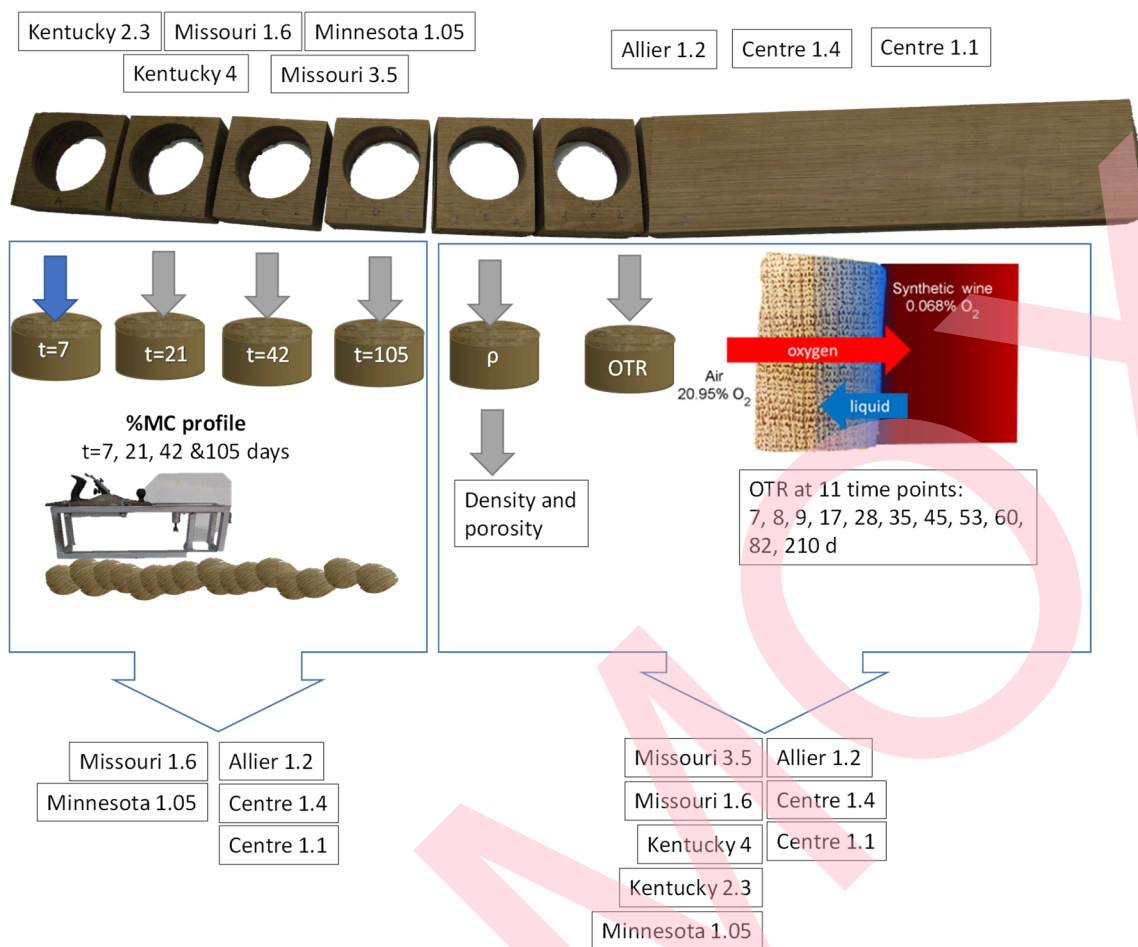 Kentucky 2.3 Missouri 1.6 Minnesota 1.05
Kentucky 4 Missouri 3.5
Allier 1.2 Centre 1.4 Centre 1.1
t=7 t=21 t=42 t=105 ρ OTR
%MC profile
t=7, 21, 42 &105 days
Density and
porosity
Synthetic wine
0.068% O2
oxygen
Air
20.95% O2
liquid
OTR at 11 time points:
7, 8, 9, 17, 28, 35, 45, 53, 60,
82, 210 d
Missouri 1.6 Allier 1.2
Minnesota 1.05 Centre 1.4
Centre 1.1
Missouri 3.5 Allier 1.2
Missouri 1.6 Centre 1.4
Kentucky 4 Centre 1.1
Kentucky 2.3
Minnesota 1.05